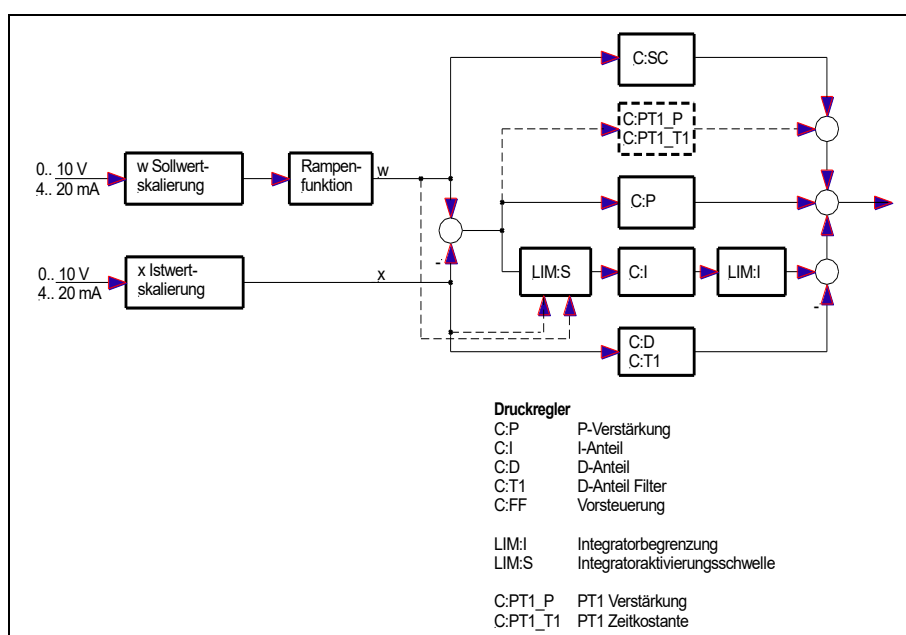 C:SC
C:PT1_P
C:PT1_T1
0.. 10 V
4.. 20 mA
w Sollwert-
skalierung
Rampen-
funktion
w
C:P
-
0.. 10 V
4.. 20 mA
x Istwert-
skalierung
x
LIM:S
C:I
LIM:I
-
C:D
C:T1
Druckregler
C:P P-Verstärkung
C:I I-Anteil
C:D D-Anteil
C:T1 D-Anteil Filter
C:FF Vorsteuerung
LIM:I Integratorbegrenzung
LIM:S Integratoraktivierungsschwelle
C:PT1_P PT1 Verstärkung
C:PT1_T1 PT1 Zeitkostante